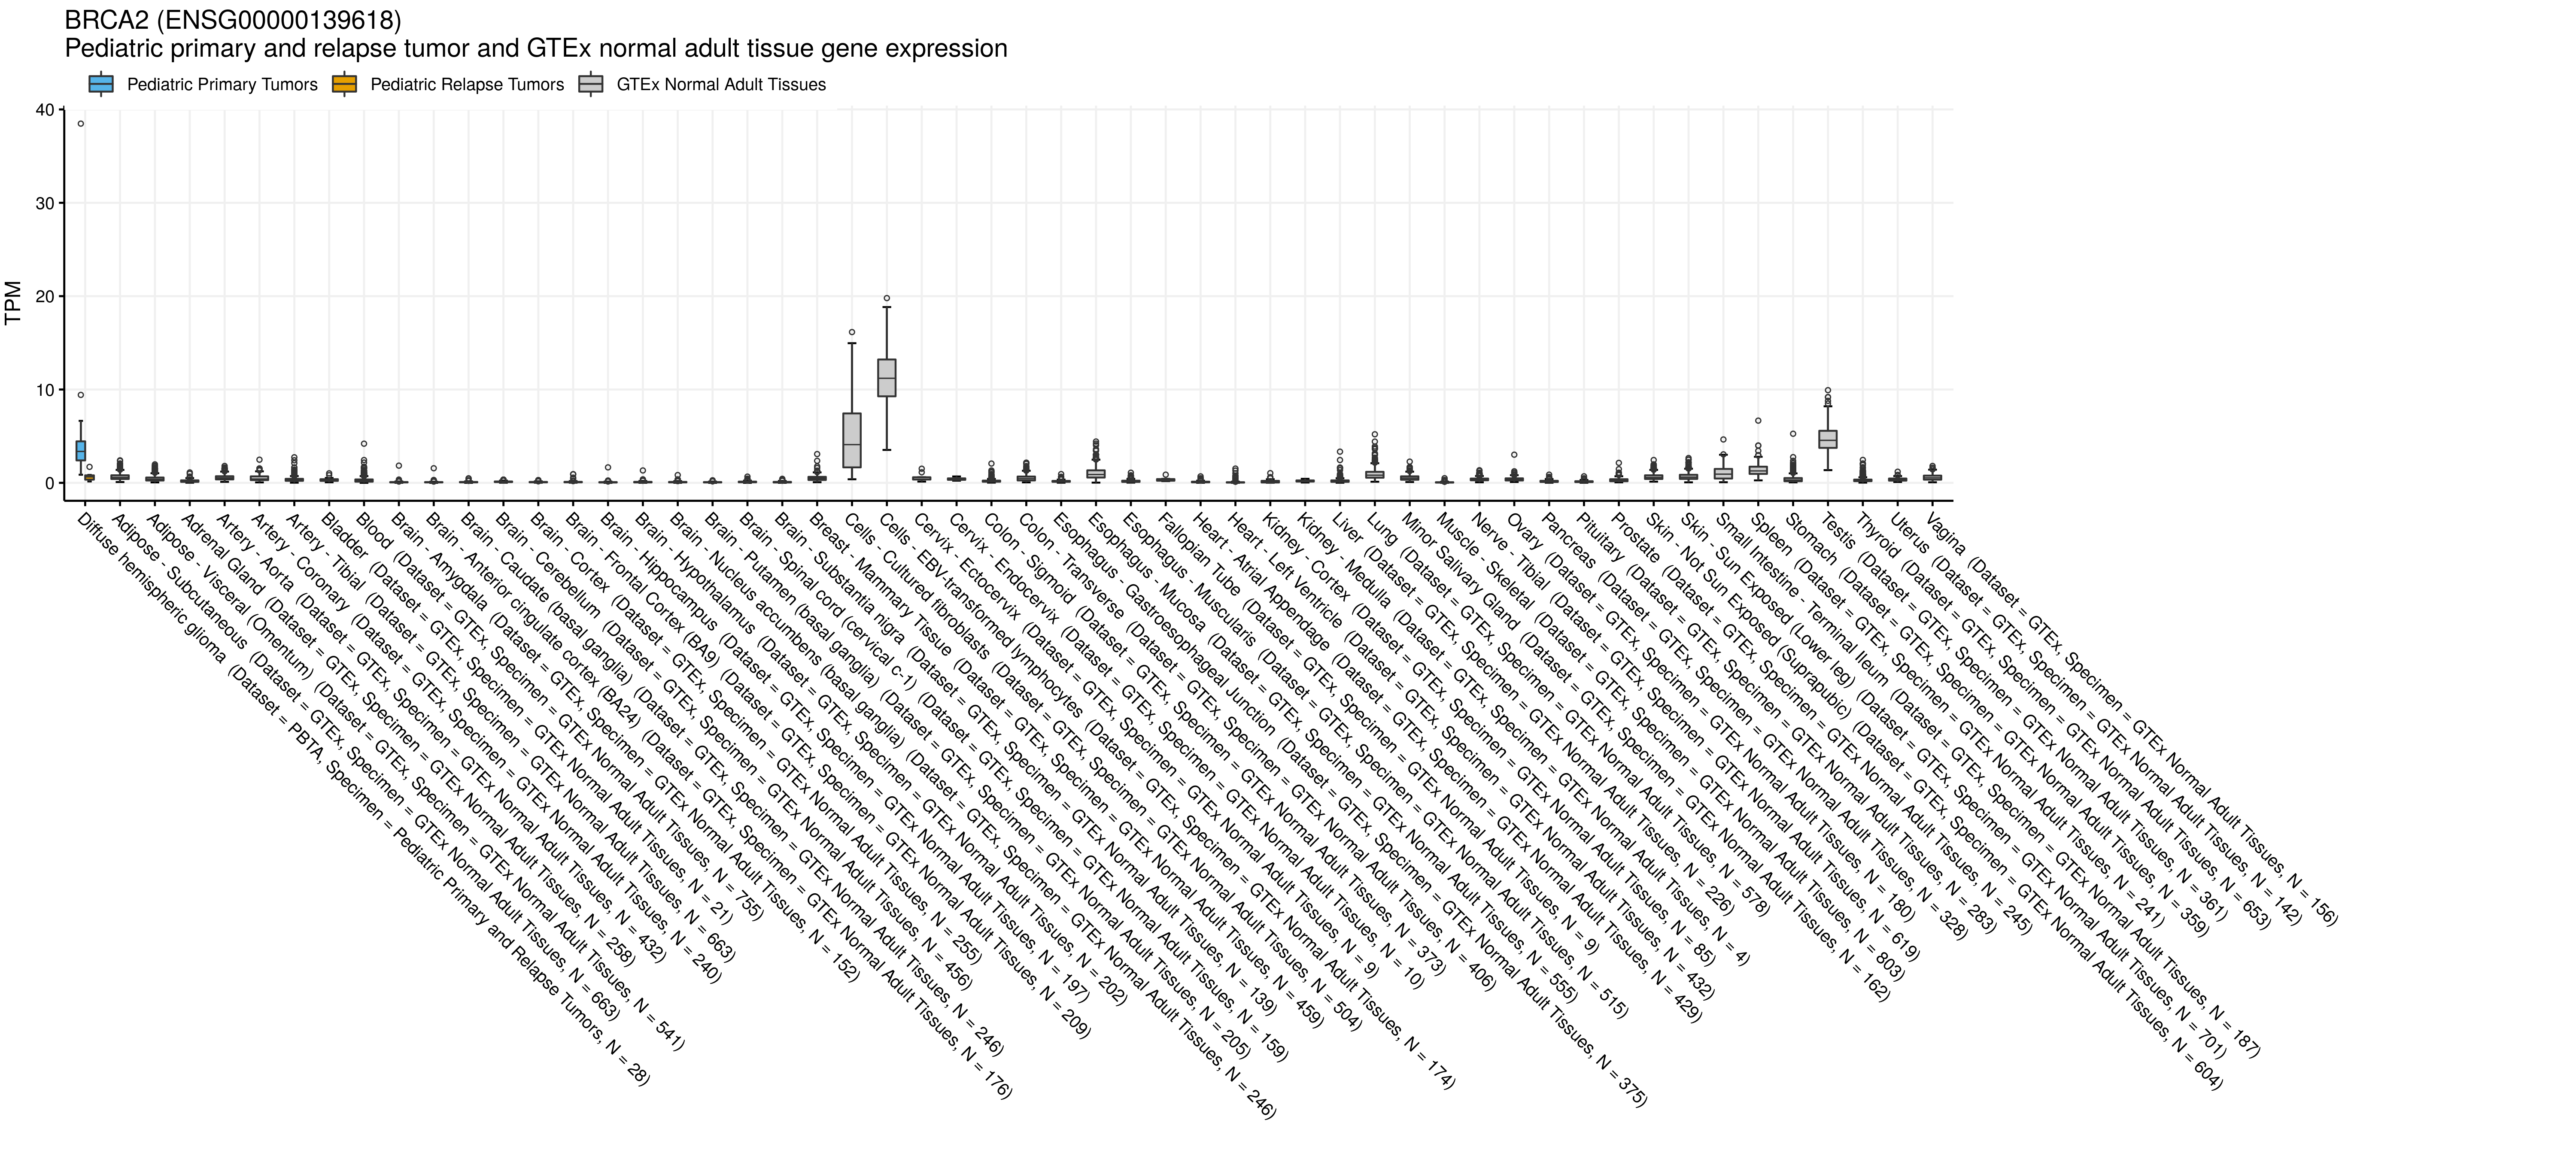 BRCA2 (ENSG00000139618)
Pediatric primary and relapse tumor and GTEx normal adult tissue gene expression
Pediatric Primary Tumors
Pediatric Relapse Tumors
GTEx Normal Adult Tissues
TPM
40
30
20
10
0
Diffuse hemispheric glioma (Dataset = PBTA, Specimen = Pediatric Primary and Relapse Tumors, N = 28)
Adipose - Subcutaneous (Dataset = GTEx, Specimen = GTEx Normal Adult Tissues, N = 663)
Adipose - Visceral (Omentum) (Dataset = GTEx, Specimen = GTEx Normal Adult Tissues, N = 541)
Adrenal Gland (Dataset = GTEx, Specimen = GTEx Normal Adult Tissues, N = 258)
Artery - Aorta (Dataset = GTEx, Specimen = GTEx Normal Adult Tissues, N = 432)
Artery - Coronary (Dataset = GTEx, Specimen = GTEx Normal Adult Tissues, N = 240)
Artery - Tibial (Dataset = GTEx, Specimen = GTEx Normal Adult Tissues, N = 663)
Bladder (Dataset = GTEx, Specimen = GTEx Normal Adult Tissues, N = 21)
Blood (Dataset = GTEx, Specimen = GTEx Normal Adult Tissues, N = 755)
Brain - Amygdala (Dataset = GTEx, Specimen = GTEx Normal Adult Tissues, N = 152)
Brain - Anterior cingulate cortex (BA24) (Dataset = GTEx, Specimen = GTEx Normal Adult Tissues, N = 176)
Brain - Caudate (basal ganglia) (Dataset = GTEx, Specimen = GTEx Normal Adult Tissues, N = 246)
Brain - Cerebellum (Dataset = GTEx, Specimen = GTEx Normal Adult Tissues, N = 456)
Brain - Cortex (Dataset = GTEx, Specimen = GTEx Normal Adult Tissues, N = 255)
Brain - Frontal Cortex (BA9) (Dataset = GTEx, Specimen = GTEx Normal Adult Tissues, N = 209)
Brain - Hippocampus (Dataset = GTEx, Specimen = GTEx Normal Adult Tissues, N = 197)
Brain - Hypothalamus (Dataset = GTEx, Specimen = GTEx Normal Adult Tissues, N = 202)
Brain - Nucleus accumbens (basal ganglia) (Dataset = GTEx, Specimen = GTEx Normal Adult Tissues, N = 246)
Brain - Putamen (basal ganglia) (Dataset = GTEx, Specimen = GTEx Normal Adult Tissues, N = 205)
Brain - Spinal cord (cervical c-1) (Dataset = GTEx, Specimen = GTEx Normal Adult Tissues, N = 159)
Brain - Substantia nigra (Dataset = GTEx, Specimen = GTEx Normal Adult Tissues, N = 139)
Breast - Mammary Tissue (Dataset = GTEx, Specimen = GTEx Normal Adult Tissues, N = 459)
Cells - Cultured fibroblasts (Dataset = GTEx, Specimen = GTEx Normal Adult Tissues, N = 504)
Cells - EBV-transformed lymphocytes (Dataset = GTEx, Specimen = GTEx Normal Adult Tissues, N = 174)
Cervix - Ectocervix (Dataset = GTEx, Specimen = GTEx Normal Adult Tissues, N = 9)
Cervix - Endocervix (Dataset = GTEx, Specimen = GTEx Normal Adult Tissues, N = 10)
Colon - Sigmoid (Dataset = GTEx, Specimen = GTEx Normal Adult Tissues, N = 373)
Colon - Transverse (Dataset = GTEx, Specimen = GTEx Normal Adult Tissues, N = 406)
Esophagus - Gastroesophageal Junction (Dataset = GTEx, Specimen = GTEx Normal Adult Tissues, N = 375)
Esophagus - Mucosa (Dataset = GTEx, Specimen = GTEx Normal Adult Tissues, N = 555)
Esophagus - Muscularis (Dataset = GTEx, Specimen = GTEx Normal Adult Tissues, N = 515)
Fallopian Tube (Dataset = GTEx, Specimen = GTEx Normal Adult Tissues, N = 9)
Heart - Atrial Appendage (Dataset = GTEx, Specimen = GTEx Normal Adult Tissues, N = 429)
Heart - Left Ventricle (Dataset = GTEx, Specimen = GTEx Normal Adult Tissues, N = 432)
Kidney - Cortex (Dataset = GTEx, Specimen = GTEx Normal Adult Tissues, N = 85)
Kidney - Medulla (Dataset = GTEx, Specimen = GTEx Normal Adult Tissues, N = 4)
Liver (Dataset = GTEx, Specimen = GTEx Normal Adult Tissues, N = 226)
Lung (Dataset = GTEx, Specimen = GTEx Normal Adult Tissues, N = 578)
Minor Salivary Gland (Dataset = GTEx, Specimen = GTEx Normal Adult Tissues, N = 162)
Muscle - Skeletal (Dataset = GTEx, Specimen = GTEx Normal Adult Tissues, N = 803)
Nerve - Tibial (Dataset = GTEx, Specimen = GTEx Normal Adult Tissues, N = 619)
Ovary (Dataset = GTEx, Specimen = GTEx Normal Adult Tissues, N = 180)
Pancreas (Dataset = GTEx, Specimen = GTEx Normal Adult Tissues, N = 328)
Pituitary (Dataset = GTEx, Specimen = GTEx Normal Adult Tissues, N = 283)
Prostate (Dataset = GTEx, Specimen = GTEx Normal Adult Tissues, N = 245)
Skin - Not Sun Exposed (Suprapubic) (Dataset = GTEx, Specimen = GTEx Normal Adult Tissues, N = 604)
Skin - Sun Exposed (Lower leg) (Dataset = GTEx, Specimen = GTEx Normal Adult Tissues, N = 701)
Small Intestine - Terminal Ileum (Dataset = GTEx, Specimen = GTEx Normal Adult Tissues, N = 187)
Spleen (Dataset = GTEx, Specimen = GTEx Normal Adult Tissues, N = 241)
Stomach (Dataset = GTEx, Specimen = GTEx Normal Adult Tissues, N = 359)
Testis (Dataset = GTEx, Specimen = GTEx Normal Adult Tissues, N = 361)
Thyroid (Dataset = GTEx, Specimen = GTEx Normal Adult Tissues, N = 653)
Uterus (Dataset = GTEx, Specimen = GTEx Normal Adult Tissues, N = 142)
Vagina (Dataset = GTEx, Specimen = GTEx Normal Adult Tissues, N = 156)